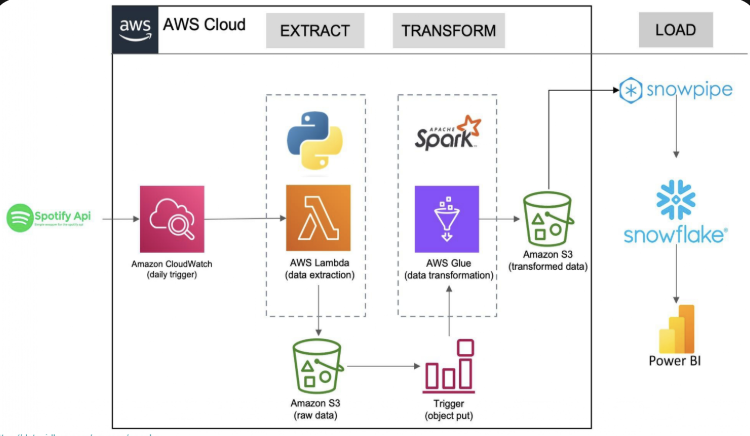 aws
AWS Cloud
EXTRACT
TRANSFORM
LOAD
snowpipe
APACHE
Spark
Spotify Api
snowflake®
Amazon CloudWatch
(daily trigger)
AWS Lambda
(data extraction)
AWS Glue
(data transformation)
Amazon S3
(transformed data)
Power BI
Amazon S3
(raw data)
Trigger
(object put)